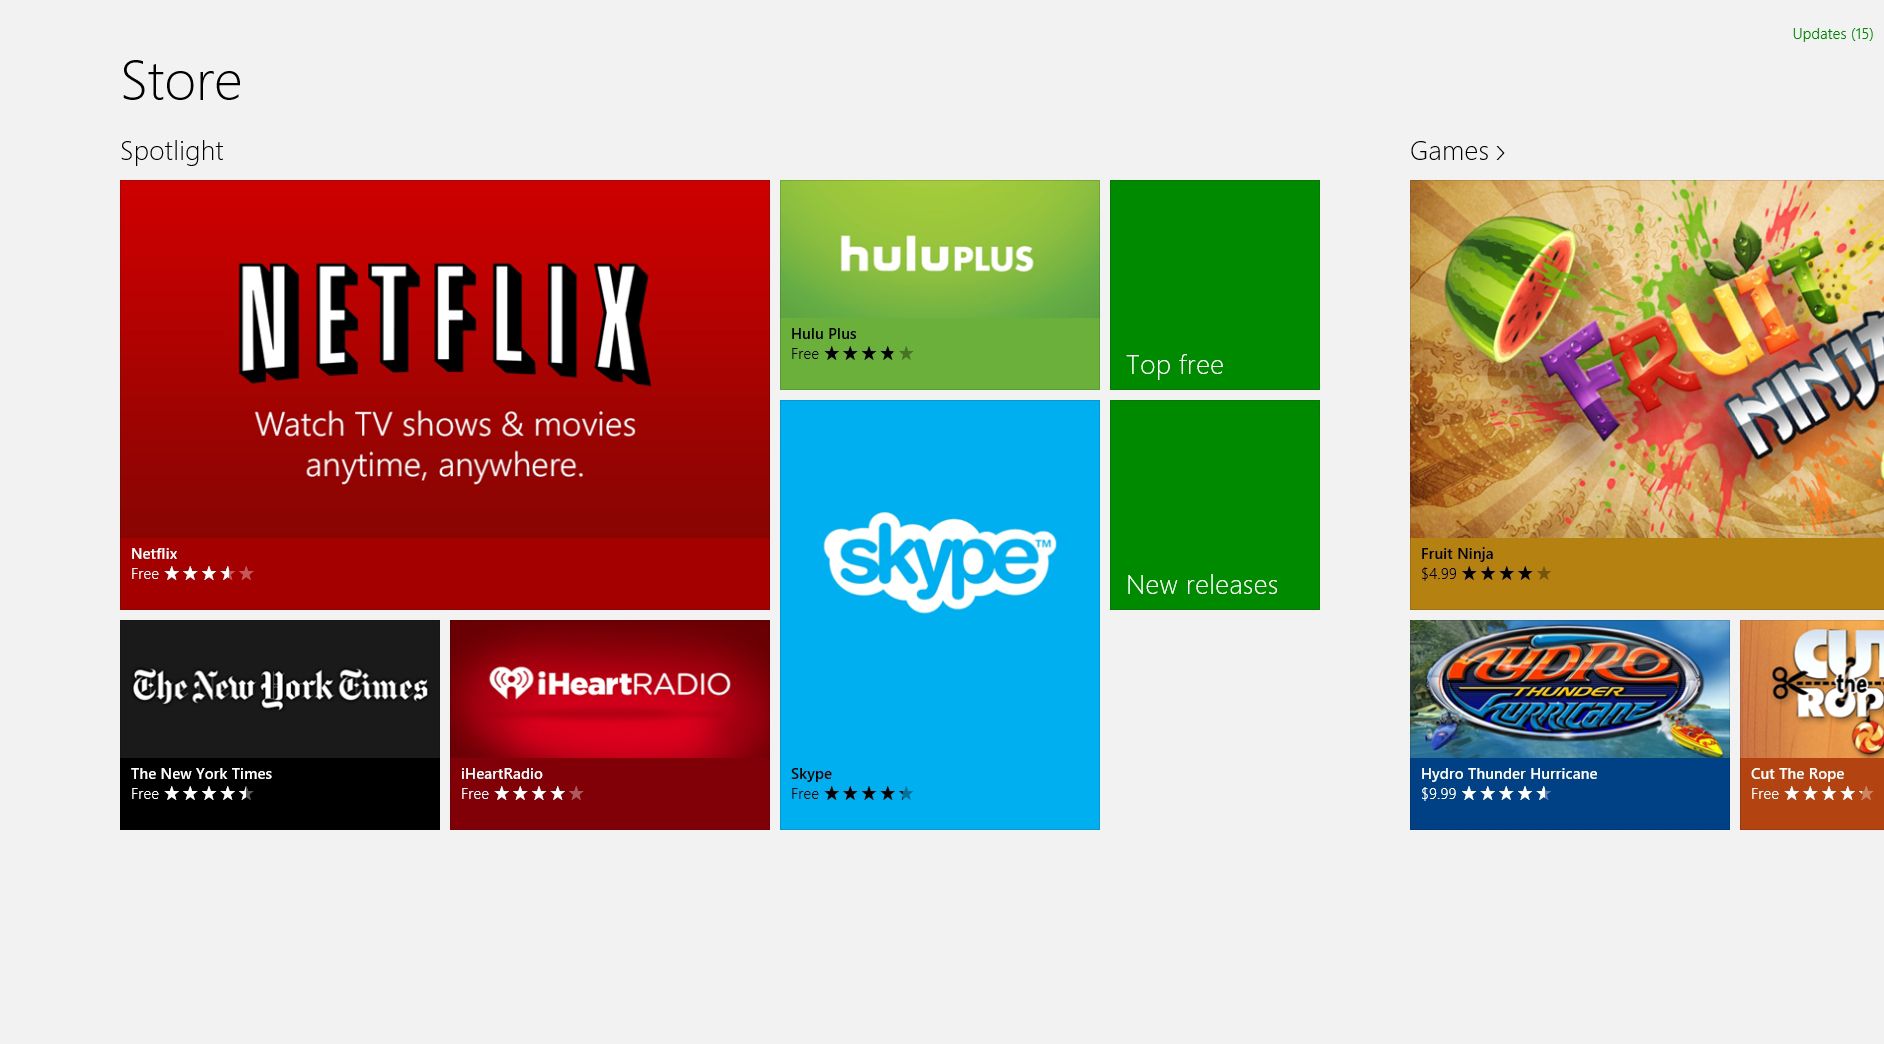 Updates (15)
Store
Spotlight
NETFLIX
Watch TV shows & movies
anytime, anywhere.
Netflix
Free
huluPLUS
Hulu Plus
Free
Top free
skype™
Skype
Free
New releases
The New York Times
The New York Times
Free
iHeartRADIO
iHeartRadio
Free
Games >
FRUIT
NINJA
Fruit Ninja
$4.99
HYDRO
THUNDER
HURRICANE
Hydro Thunder Hurricane
$9.99
CUT
the
ROP
Cut The Rope
Free